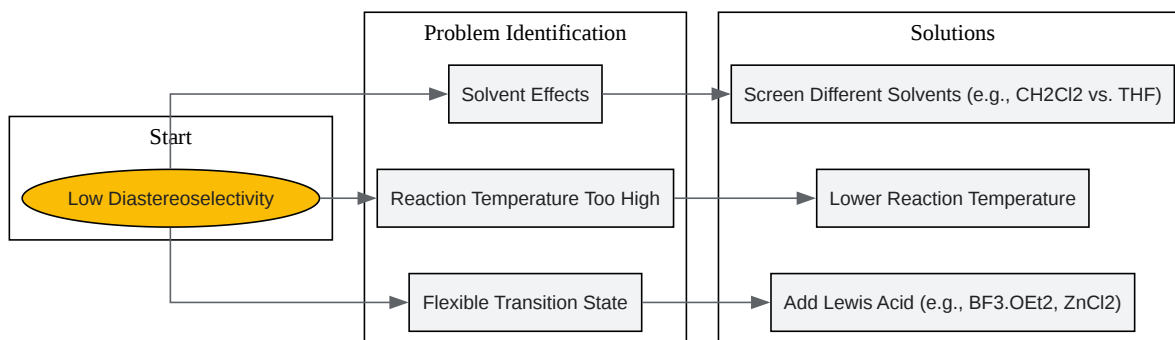 Problem Identification
Solutions
Solvent Effects
Screen Different Solvents (e.g., CH2Cl2 vs. THF)
Start
Low Diastereoselectivity
Reaction Temperature Too High
Lower Reaction Temperature
Flexible Transition State
Add Lewis Acid (e.g., BF3.OEt2, ZnCl2)